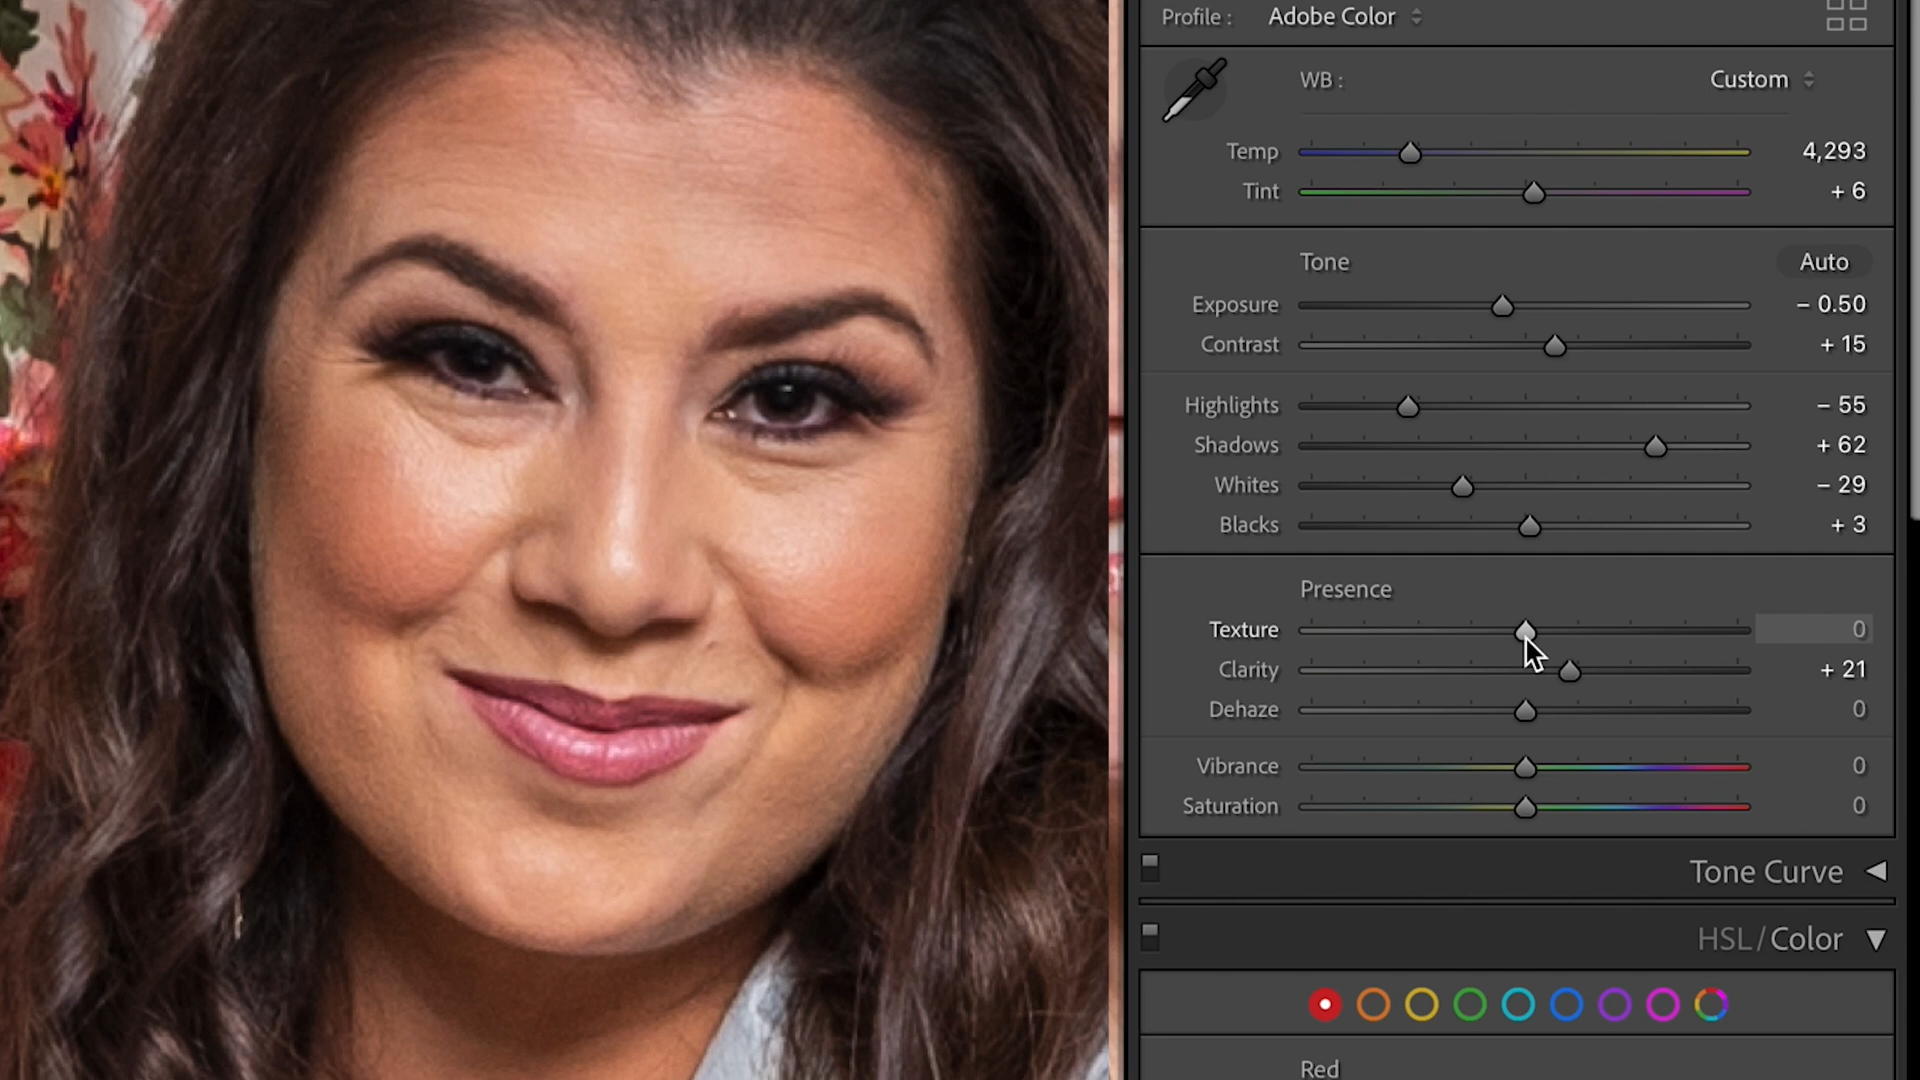 Profile : Adobe Color
WB : Custom
Temp 4,293
Tint + 6
Tone Auto
Exposure – 0.50
Contrast + 15
Highlights – 55
Shadows + 62
Whites – 29
Blacks + 3
Presence
Texture 0
Clarity + 21
Dehaze 0
Vibrance 0
Saturation 0
Tone Curve
HSL / Color
Red